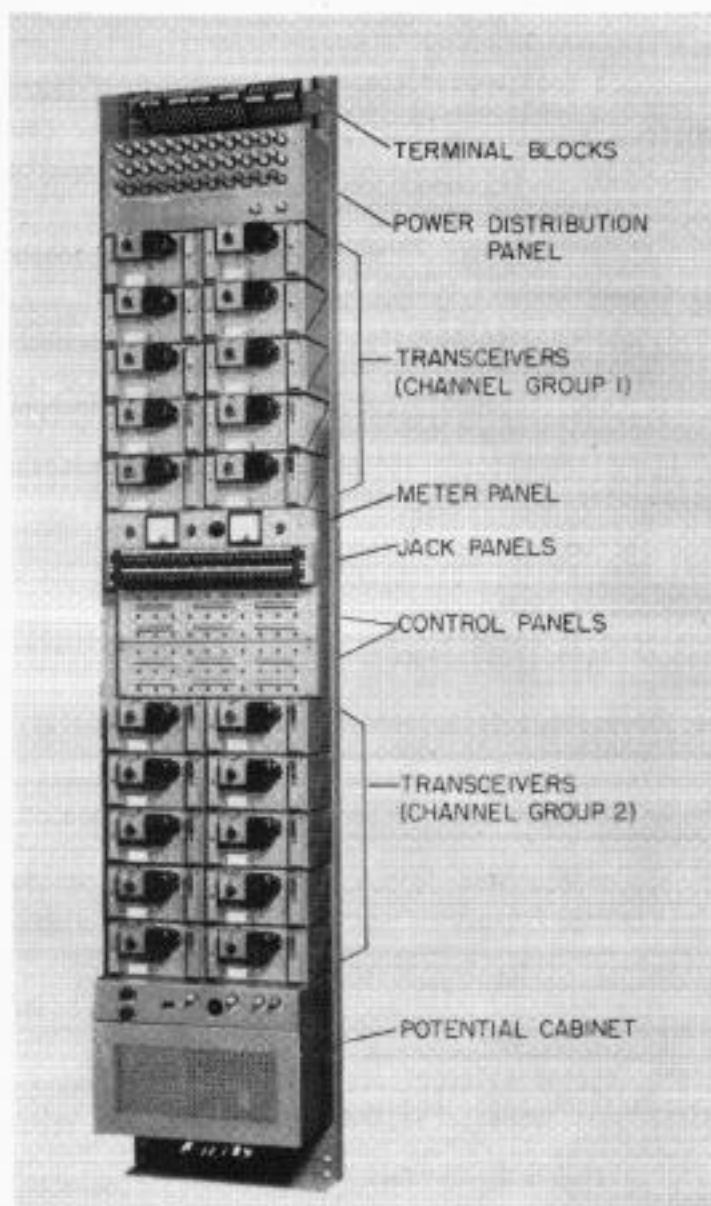 TERMINAL BLOCKS
POWER DISTRIBUTION
PANEL
TRANSCEIVERS
(CHANNEL GROUP 1)
METER PANEL
JACK PANELS
CONTROL PANELS
TRANSCEIVERS
(CHANNEL GROUP 2)
POTENTIAL CABINET